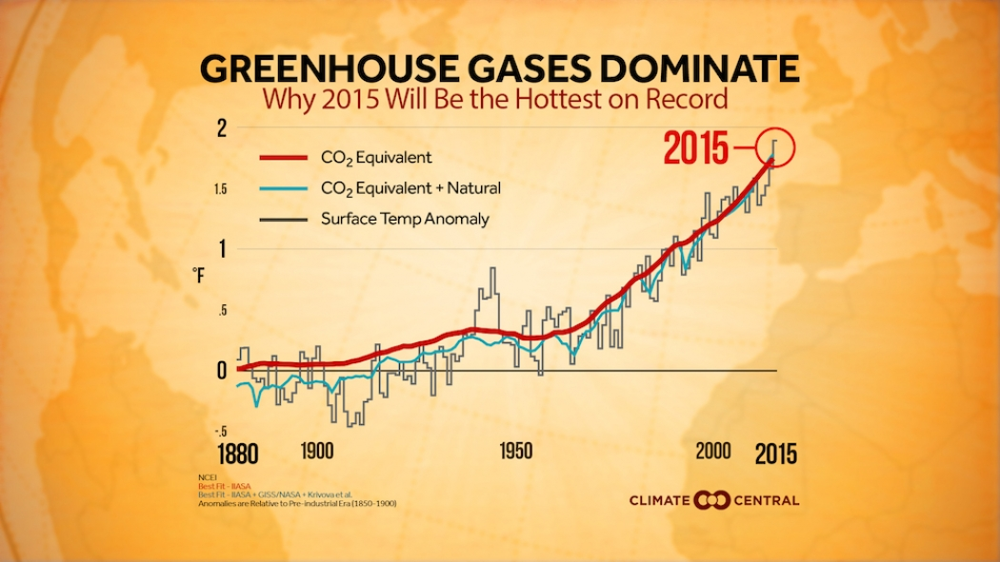 GREENHOUSE GASES DOMINATE
Why 2015 Will Be the Hottest on Record
2
2015
CO₂ Equivalent
1.5
CO₂ Equivalent + Natural
Surface Temp Anomaly
1
°F
.5
0
-.5
1880 1900 1950 2000 2015
NCEI
Best Fit - IIASA
Best Fit - IIASA + GISS/NASA + Krivova et al.
Anomalies are Relative to Pre-industrial Era (1850-1900)
CLIMATE CENTRAL